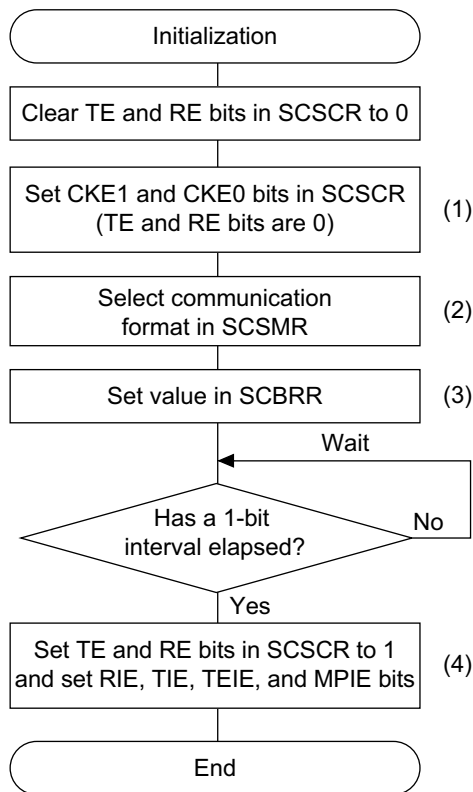 Initialization
Clear TE and RE bits in SCSCR to 0
Set CKE1 and CKE0 bits in SCSCR
(TE and RE bits are 0)
(1)
Select communication
format in SCSMR
(2)
Set value in SCBRR
(3)
Wait
Has a 1-bit
interval elapsed?
No
Yes
Set TE and RE bits in SCSCR to 1
and set RIE, TIE, TEIE, and MPIE bits
(4)
End